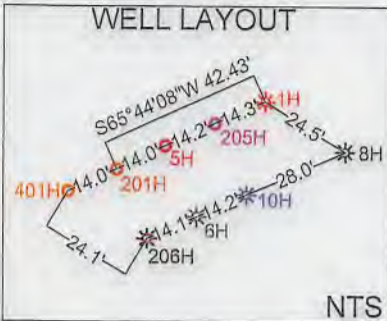 WELL LAYOUT
S65°44'08"W 42.43'
1H
14.3'
24.5'
205H
14.2'
8H
5H
14.0'
28.0'
201H
14.0'
401H
10H
14.2'
6H
14.1'
24.1'
206H
NTS